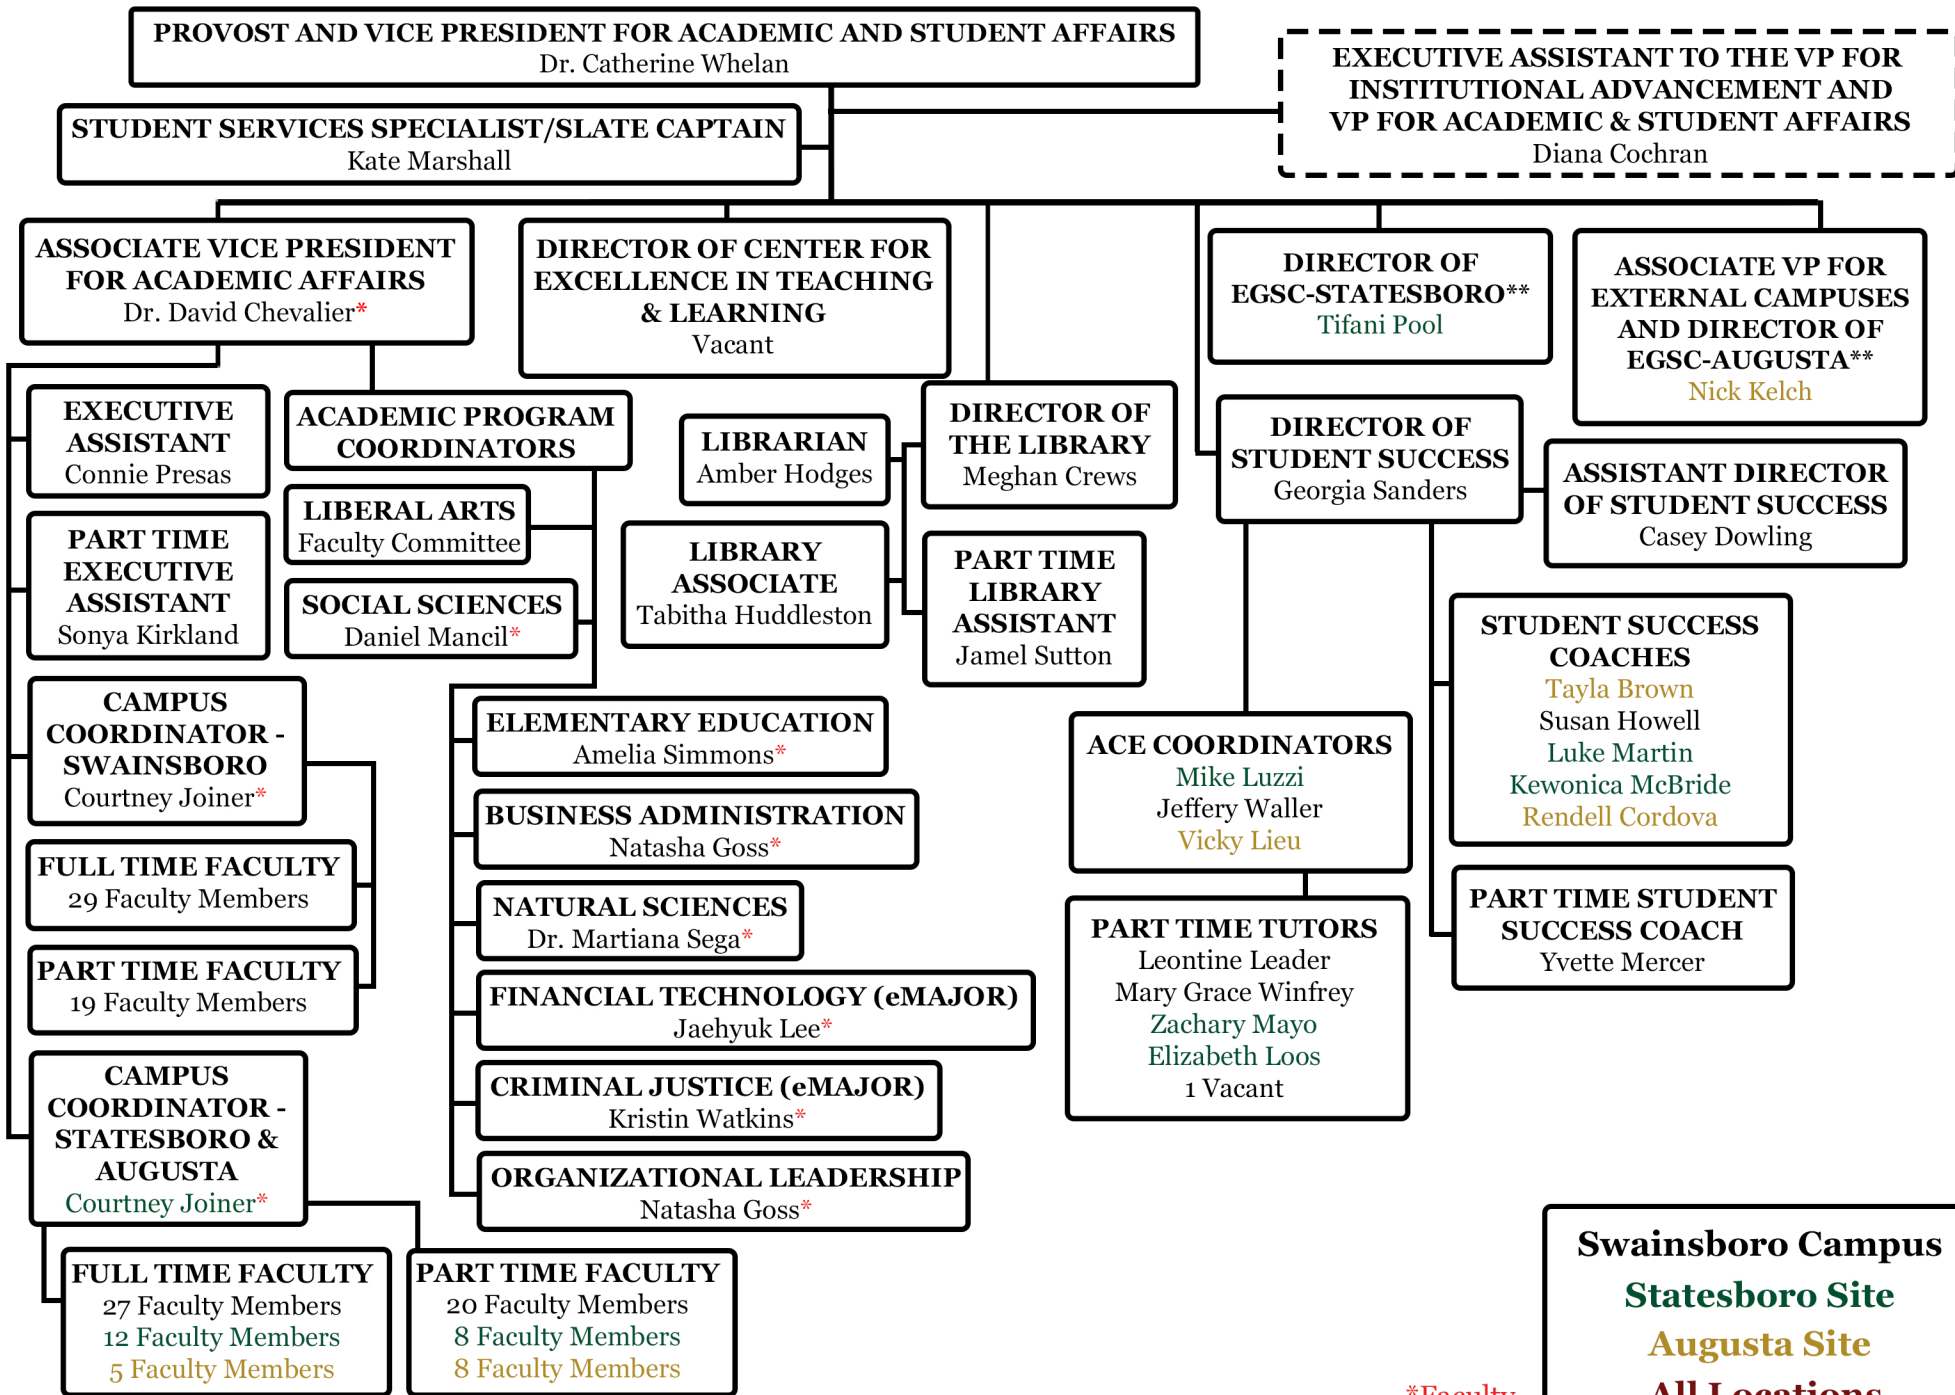 PROVOST AND VICE PRESIDENT FOR ACADEMIC AND STUDENT AFFAIRS
Dr. Catherine Whelan
EXECUTIVE ASSISTANT TO THE VP FOR
INSTITUTIONAL ADVANCEMENT AND
VP FOR ACADEMIC & STUDENT AFFAIRS
Diana Cochran
STUDENT SERVICES SPECIALIST/SLATE CAPTAIN
Kate Marshall
ASSOCIATE VICE PRESIDENT
FOR ACADEMIC AFFAIRS
Dr. David Chevalier*
DIRECTOR OF CENTER FOR
EXCELLENCE IN TEACHING
& LEARNING
Vacant
DIRECTOR OF
EGSC-STATESBORO**
Tifani Pool
ASSOCIATE VP FOR
EXTERNAL CAMPUSES
AND DIRECTOR OF
EGSC-AUGUSTA**
Nick Kelch
EXECUTIVE
ASSISTANT
Connie Presas
PART TIME
EXECUTIVE
ASSISTANT
Sonya Kirkland
CAMPUS
COORDINATOR -
SWAINSBORO
Courtney Joiner*
FULL TIME FACULTY
29 Faculty Members
PART TIME FACULTY
19 Faculty Members
CAMPUS
COORDINATOR -
STATESBORO &
AUGUSTA
Courtney Joiner*
FULL TIME FACULTY
27 Faculty Members
12 Faculty Members
5 Faculty Members
PART TIME FACULTY
20 Faculty Members
8 Faculty Members
8 Faculty Members
ACADEMIC PROGRAM
COORDINATORS
LIBERAL ARTS
Faculty Committee
SOCIAL SCIENCES
Daniel Mancil*
ELEMENTARY EDUCATION
Amelia Simmons*
BUSINESS ADMINISTRATION
Natasha Goss*
NATURAL SCIENCES
Dr. Martiana Sega*
FINANCIAL TECHNOLOGY (eMAJOR)
Jaehyuk Lee*
CRIMINAL JUSTICE (eMAJOR)
Kristin Watkins*
ORGANIZATIONAL LEADERSHIP
Natasha Goss*
DIRECTOR OF
THE LIBRARY
Meghan Crews
LIBRARIAN
Amber Hodges
LIBRARY
ASSOCIATE
Tabitha Huddleston
PART TIME
LIBRARY
ASSISTANT
Jamel Sutton
DIRECTOR OF
STUDENT SUCCESS
Georgia Sanders
ASSISTANT DIRECTOR
OF STUDENT SUCCESS
Casey Dowling
STUDENT SUCCESS
COACHES
Tayla Brown
Susan Howell
Luke Martin
Kewonica McBride
Rendell Cordova
PART TIME STUDENT
SUCCESS COACH
Yvette Mercer
ACE COORDINATORS
Mike Luzzi
Jeffery Waller
Vicky Lieu
PART TIME TUTORS
Leontine Leader
Mary Grace Winfrey
Zachary Mayo
Elizabeth Loos
1 Vacant
Swainsboro Campus
Statesboro Site
Augusta Site
All Locations
*Faculty